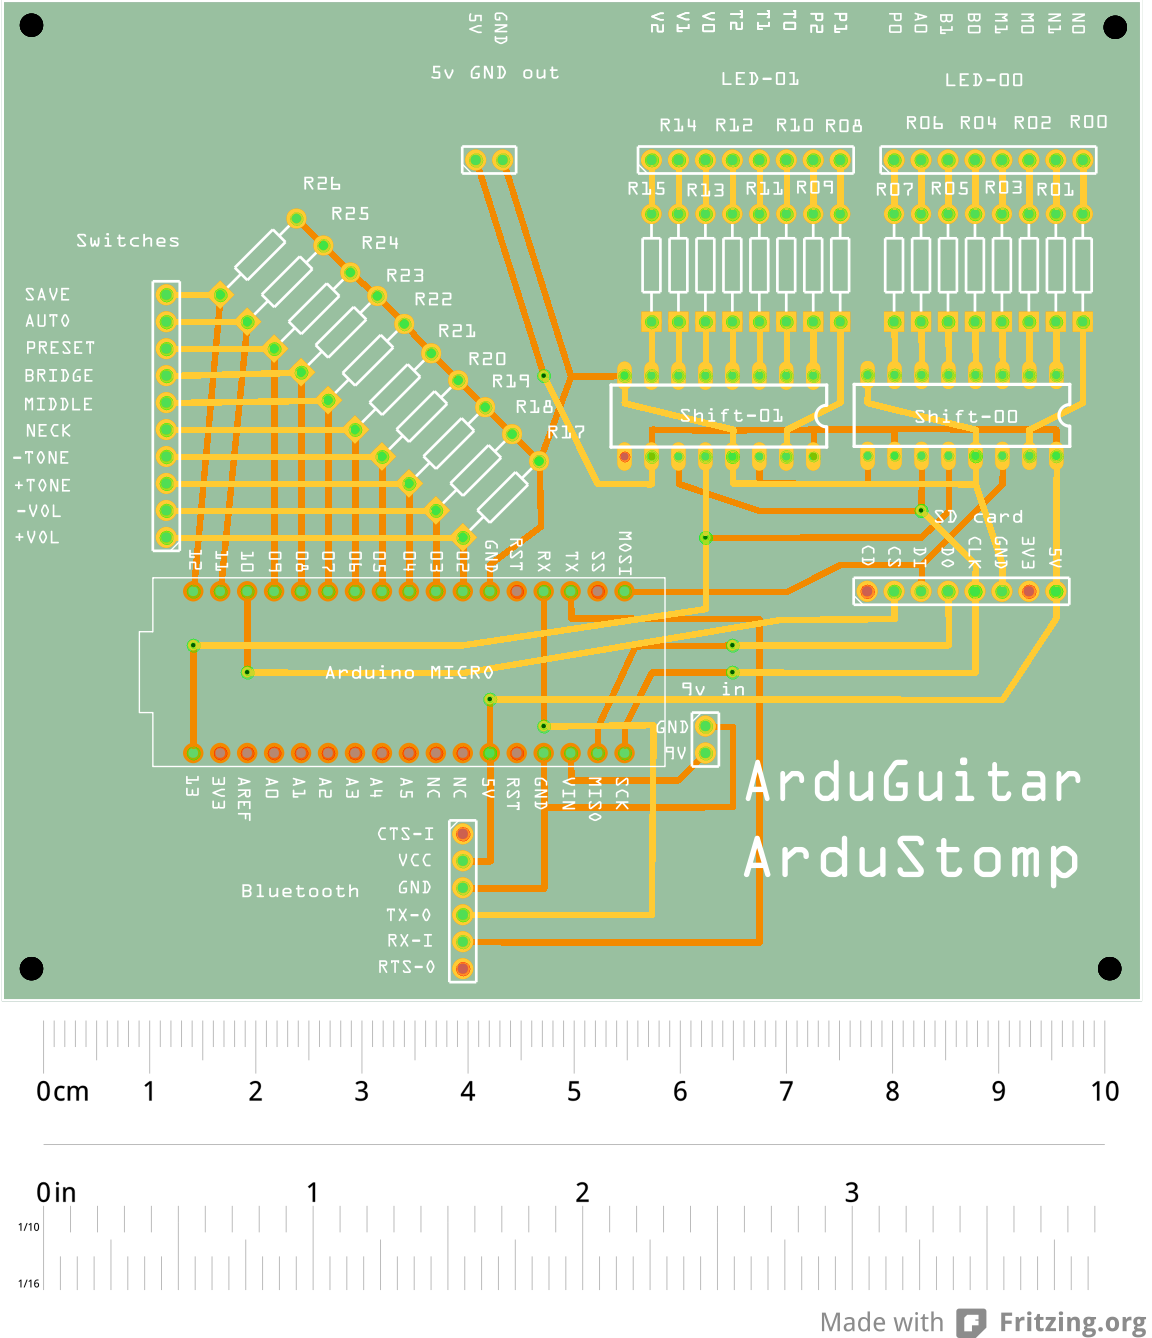 5v GND
V2 V1 V0 T2 T1 T0 P2 P1
P0 A0 B1 B0 M1 M0 N1 N0
5v GND out
LED-01
LED-00
R14 R12 R10 R08
R06 R04 R02 R00
R15 R13 R11 R09
R07 R05 R03 R01
R26
R25
R24
R23
R22
R21
R20
R19
R18
R17
Switches
SAVE
AUTO
PRESET
BRIDGE
MIDDLE
NECK
-TONE
+TONE
-VOL
+VOL
Shift-01
Shift-00
SD card
CD CS DI DO CLK GND 3VE 5V
12 11 10 09 08 07 06 05 04 03 02 GND RST RX TX SS MOSI
Arduino MICRO
13 3V3 AREF A0 A1 A2 A3 A4 A5 NC NC 5V RST GND VIN MISO SCK
9v in
GND
9V
ArduGuitar
ArduStomp
Bluetooth
CTS-I
VCC
GND
TX-O
RX-I
RTS-O
0cm 1 2 3 4 5 6 7 8 9 10
0in 1 2 3
1/10
1/16
Made with Fritzing.org